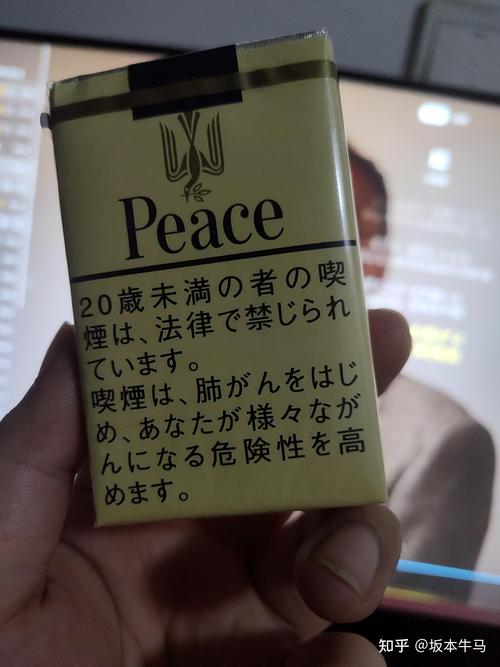 Peace
20歳未満の者の喫
煙は、法律で禁じられ
ています。
喫煙は、肺がんをはじ
め、あなたが様々なが
んになる危険性を高
めます。
知乎 @坂本牛马